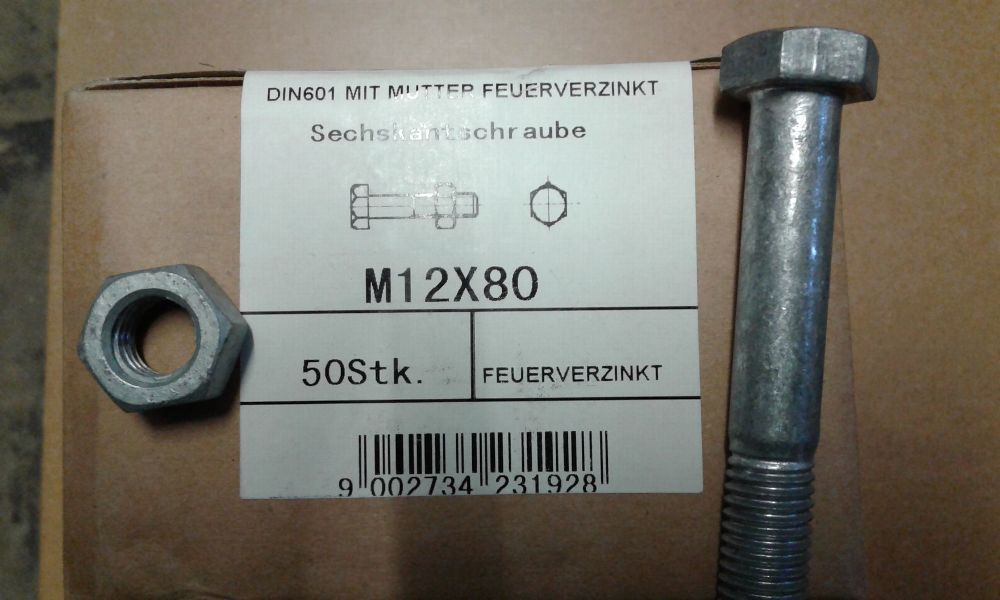 DIN601 MIT MUTTER FEUERVERZINKT
Sechskantschraube
M12X80
50Stk.
FEUERVERZINKT
9 002734 231928